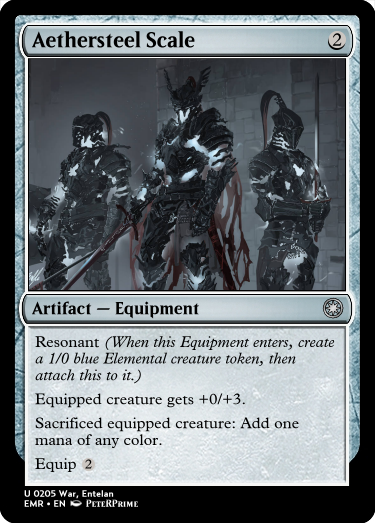 Aethersteel Scale 2
Artifact — Equipment
Resonant (When this Equipment enters, create
a 1/0 blue Elemental creature token, then
attach this to it.)
Equipped creature gets +0/+3.
Sacrificed equipped creature: Add one
mana of any color.
Equip 2
U 0205 War, Entelan
EMR • EN PETERPRIME